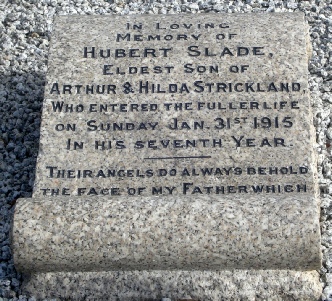 IN LOVING
MEMORY OF
HUBERT SLADE,
ELDEST SON OF
ARTHUR & HILDA STRICKLAND
WHO ENTERED THE FULLER LIFE
ON SUNDAY JAN. 31ST 1915
IN HIS SEVENTH YEAR.
THEIR ANGELS DO ALWAYS BEHOLD
THE FACE OF MY FATHER WHICH